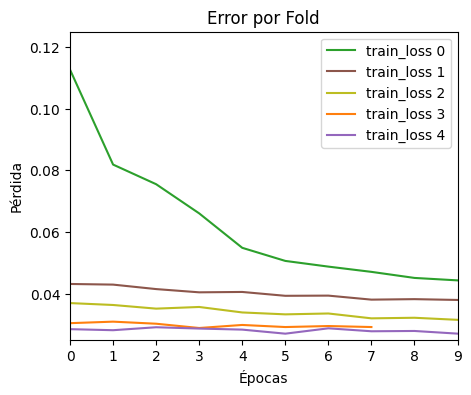 Error por Fold
0.12
0.10
0.08
0.06
0.04
Pérdida
train_loss 0
train_loss 1
train_loss 2
train_loss 3
train_loss 4
0 1 2 3 4 5 6 7 8 9
Épocas